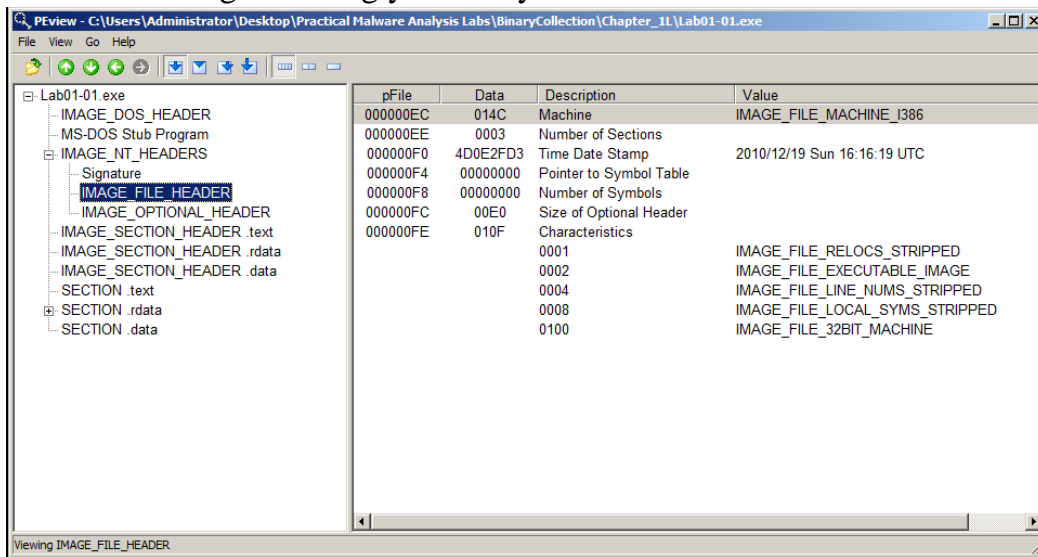 PEview - C:\Users\Administrator\Desktop\Practical Malware Analysis Labs\BinaryCollection\Chapter_1L\Lab01-01.exe
File View Go Help
Lab01-01.exe
IMAGE_DOS_HEADER
MS-DOS Stub Program
IMAGE_NT_HEADERS
Signature
IMAGE_FILE_HEADER
IMAGE_OPTIONAL_HEADER
IMAGE_SECTION_HEADER .text
IMAGE_SECTION_HEADER .rdata
IMAGE_SECTION_HEADER .data
SECTION .text
SECTION .rdata
SECTION .data
pFile Data Description Value
000000EC 014C Machine IMAGE_FILE_MACHINE_I386
000000EE 0003 Number of Sections
000000F0 4D0E2FD3 Time Date Stamp 2010/12/19 Sun 16:16:19 UTC
000000F4 00000000 Pointer to Symbol Table
000000F8 00000000 Number of Symbols
000000FC 00E0 Size of Optional Header
000000FE 010F Characteristics
0001 IMAGE_FILE_RELOCS_STRIPPED
0002 IMAGE_FILE_EXECUTABLE_IMAGE
0004 IMAGE_FILE_LINE_NUMS_STRIPPED
0008 IMAGE_FILE_LOCAL_SYMS_STRIPPED
0100 IMAGE_FILE_32BIT_MACHINE
Viewing IMAGE_FILE_HEADER